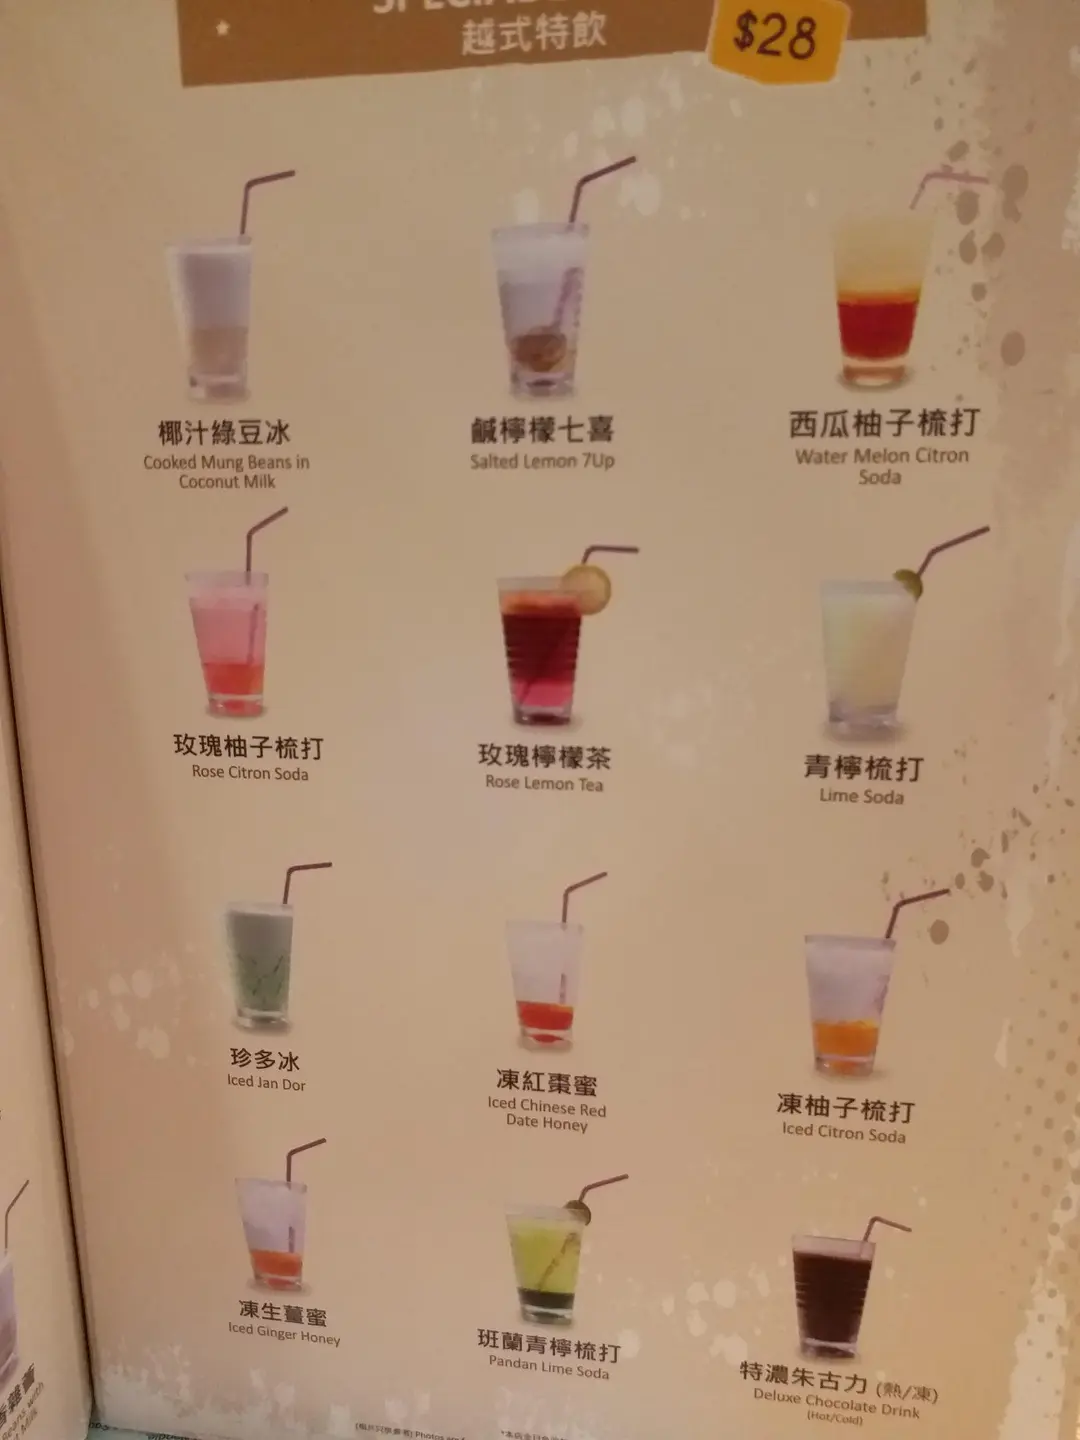 越式特飲
$28
椰汁綠豆冰
Cooked Mung Beans in
Coconut Milk
鹹檸檬七喜
Salted Lemon 7Up
西瓜柚子梳打
Water Melon Citron
Soda
玫瑰柚子梳打
Rose Citron Soda
玫瑰檸檬茶
Rose Lemon Tea
青檸梳打
Lime Soda
珍多冰
Iced Jan Dor
凍紅棗蜜
Iced Chinese Red
Date Honey
凍柚子梳打
Iced Citron Soda
凍生薑蜜
Iced Ginger Honey
班蘭青檸梳打
Pandan Lime Soda
特濃朱古力 (熱/凍)
Deluxe Chocolate Drink
(Hot/Cold)